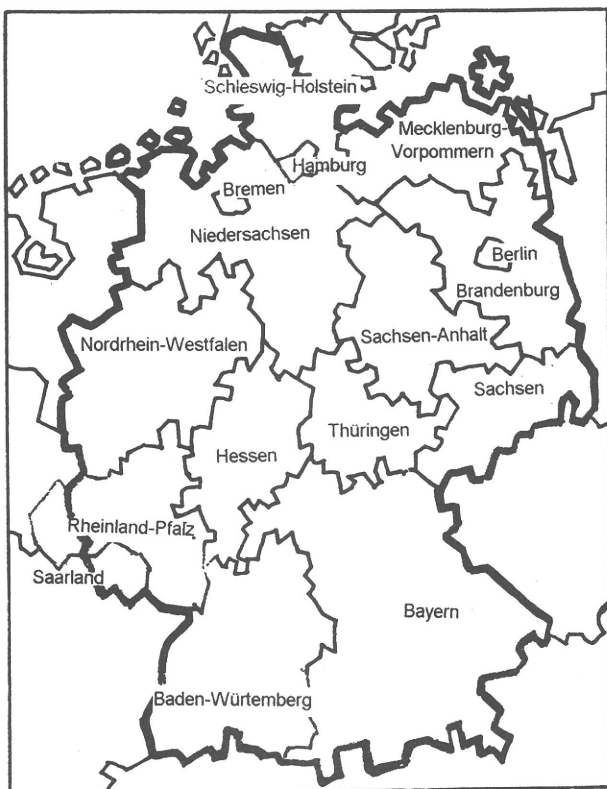 Schleswig-Holstein
Mecklenburg-
Vorpommern
Hamburg
Bremen
Niedersachsen
Berlin
Brandenburg
Sachsen-Anhalt
Nordrhein-Westfalen
Sachsen
Thüringen
Hessen
Rheinland-Pfalz
Saarland
Bayern
Baden-Würtemberg